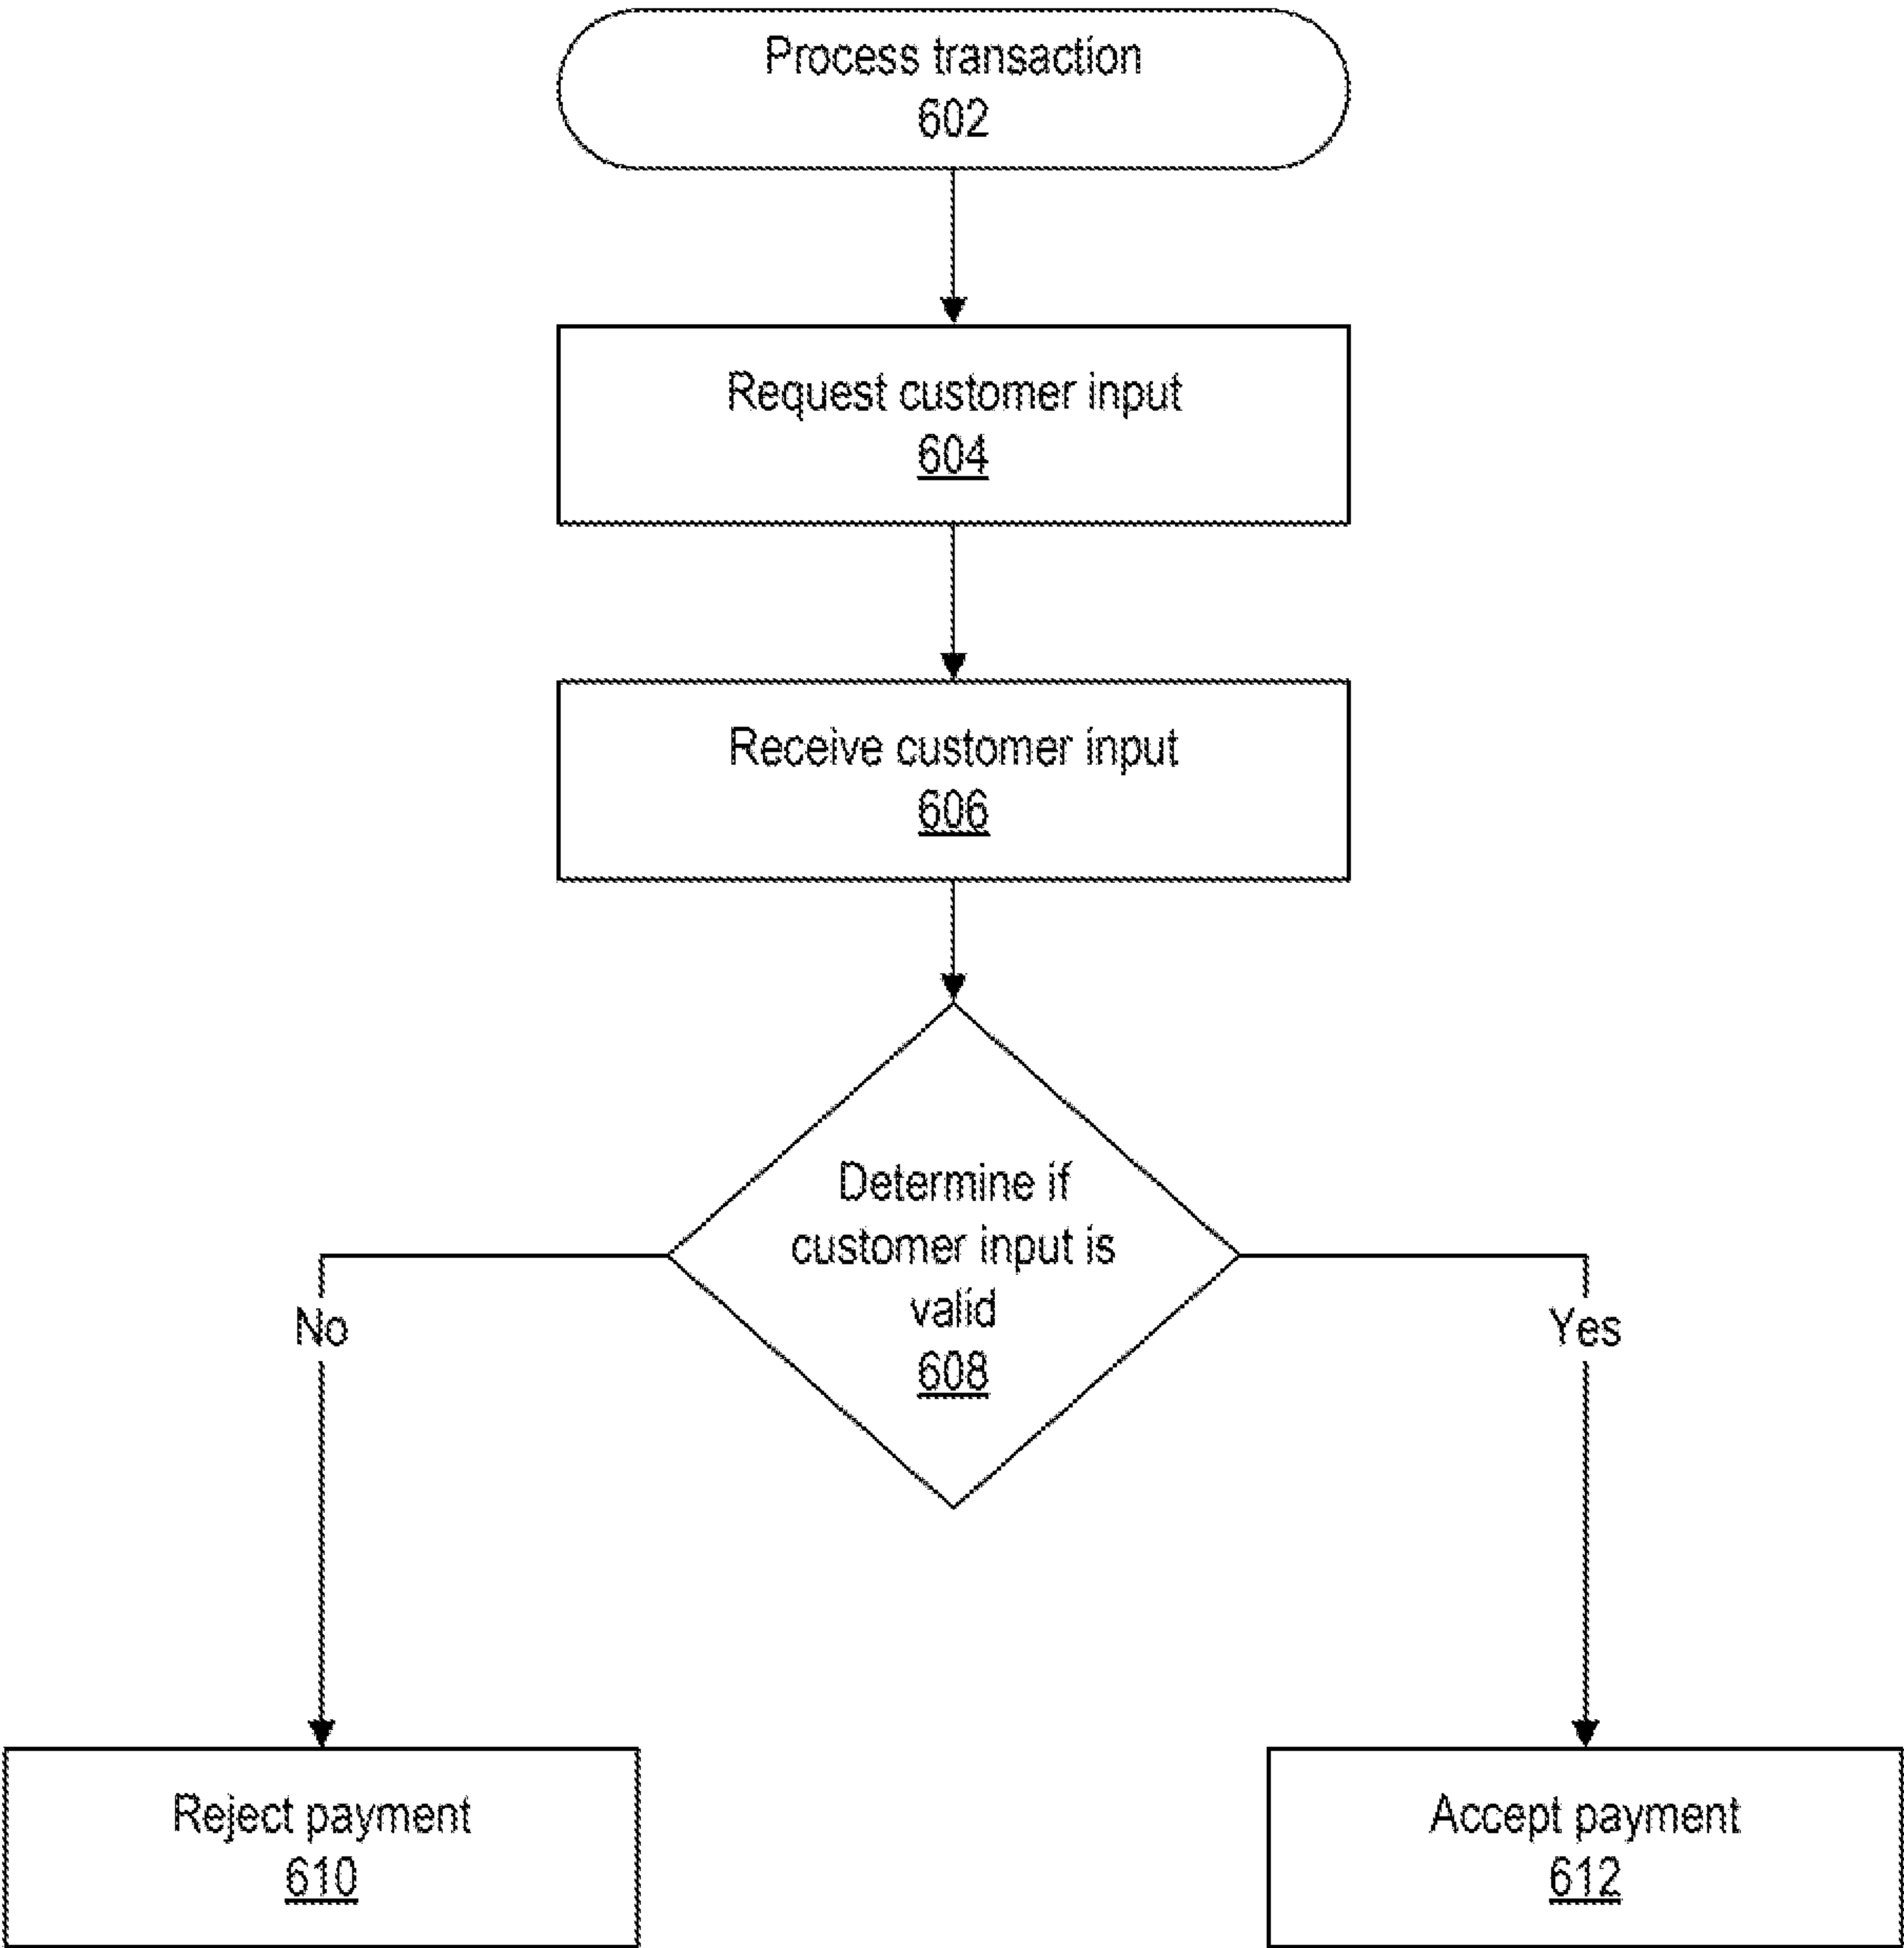 Process transaction
602
Request customer input
604
Receive customer input
606
Determine if
customer input is
valid
608
No
Yes
Reject payment
610
Accept payment
612